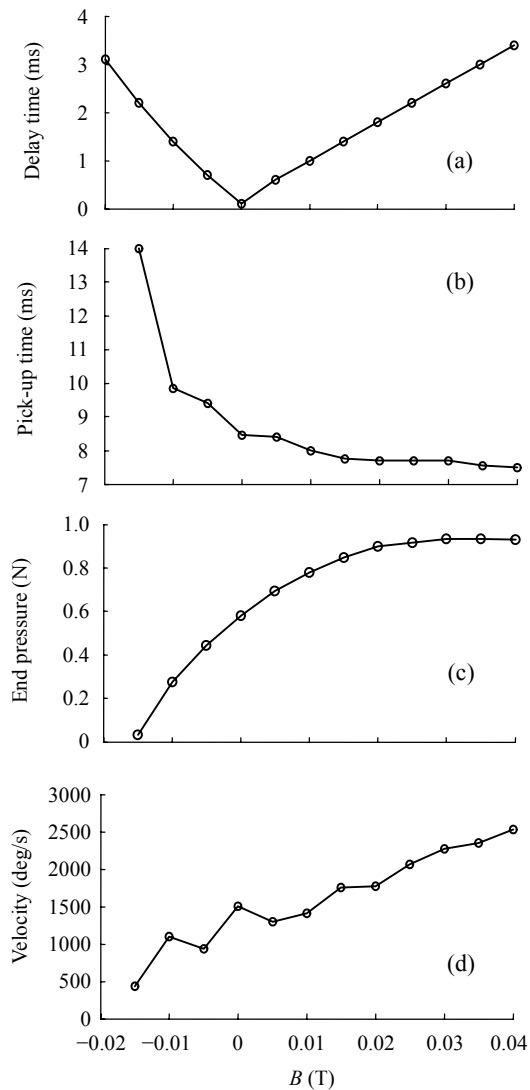 4
3
2
1
0
Delay time (ms)
(a)
14
13
12
11
10
9
8
7
Pick-up time (ms)
(b)
1.0
0.8
0.6
0.4
0.2
0
End pressure (N)
(c)
3000
2500
2000
1500
1000
500
0
Velocity (deg/s)
(d)
−0.02 −0.01 0 0.01 0.02 0.03 0.04
B (T)